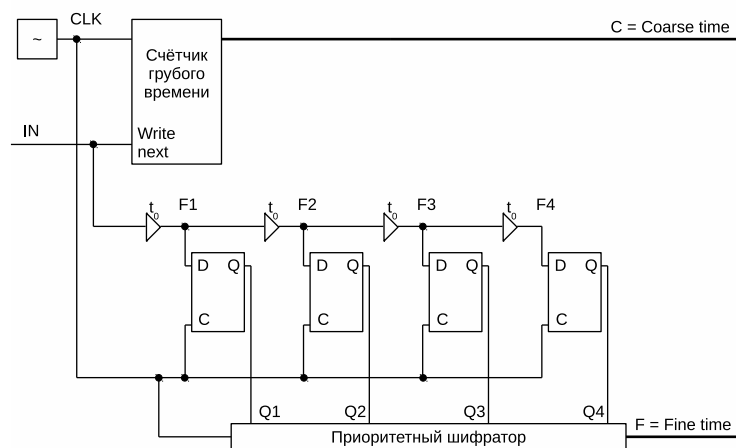 CLK
C = Coarse time
~
Счётчик
грубого
времени
IN
Write
next
t0 F1 t0 F2 t0 F3 t0 F4
D Q D Q D Q D Q
C C C C
Q1 Q2 Q3 Q4
F = Fine time
Приоритетный шифратор